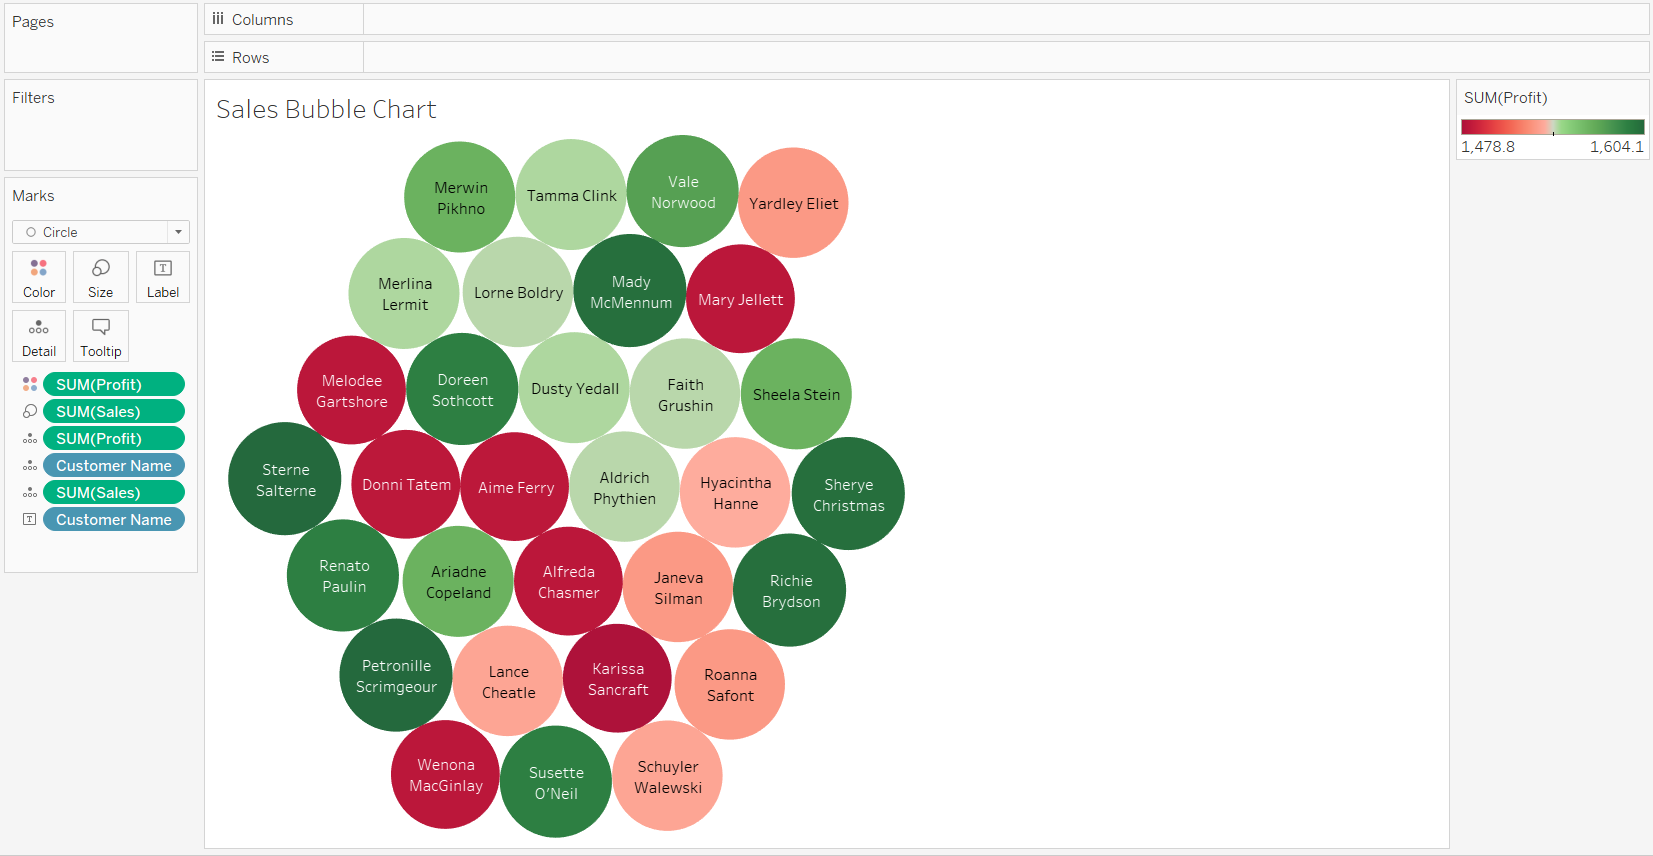 Pages
Columns
Rows
Filters
Marks
Circle
Color
Size
Label
Detail
Tooltip
SUM(Profit)
SUM(Sales)
SUM(Profit)
Customer Name
SUM(Sales)
Customer Name
Sales Bubble Chart
Merwin
Pikhno
Tamma Clink
Vale
Norwood
Yardley Eliet
Merlina
Lermit
Lorne Boldry
Mady
McMennum
Mary Jellett
Melodee
Gartshore
Doreen
Sothcott
Dusty Yedall
Faith
Grushin
Sheela Stein
Sterne
Salterne
Donni Tatem
Aime Ferry
Aldrich
Phythien
Hyacintha
Hanne
Sherye
Christmas
Renato
Paulin
Ariadne
Copeland
Alfreda
Chasmer
Janeva
Silman
Richie
Brydson
Petronille
Scrimgeour
Lance
Cheatle
Karissa
Sancraft
Roanna
Safont
Wenona
MacGinlay
Susette
O'Neil
Schuyler
Walewski
SUM(Profit)
1,478.8 1,604.1